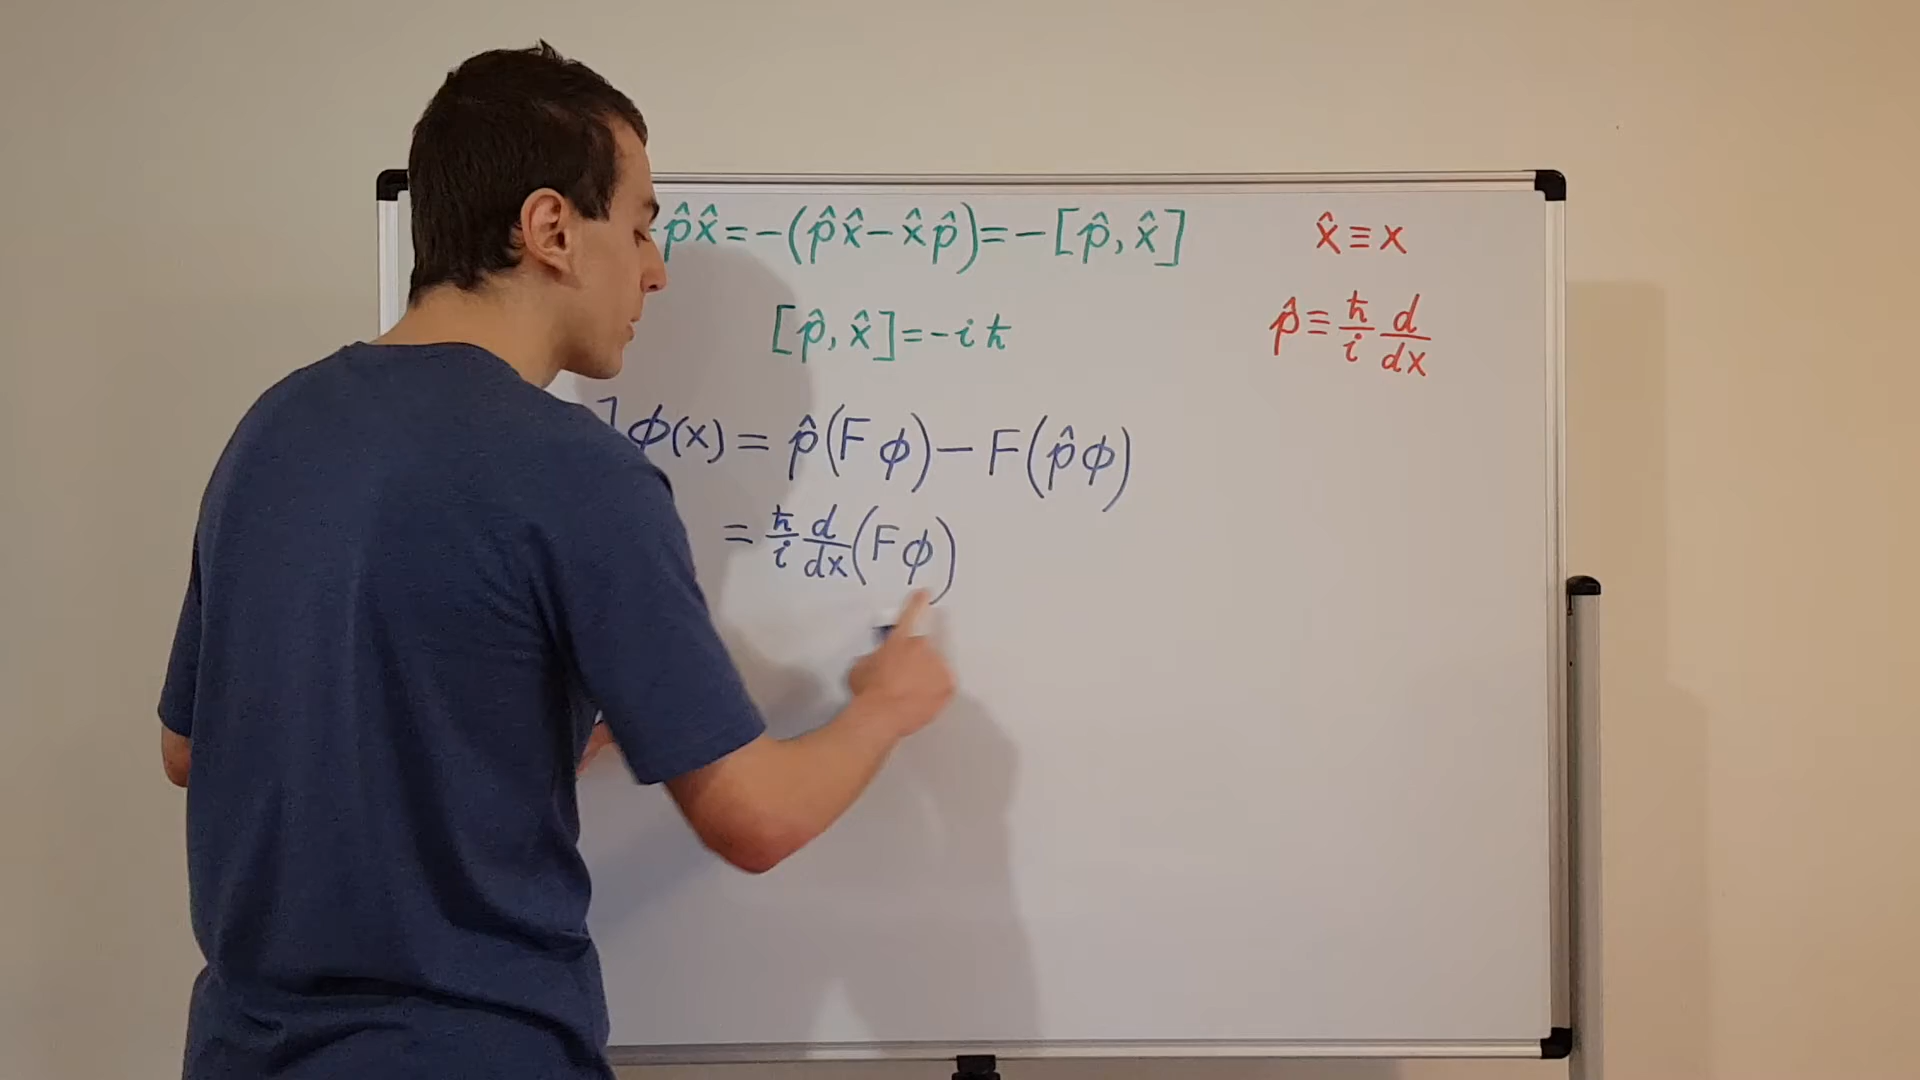 p̂x̂=-(p̂x̂-x̂p̂)=-[p̂,x̂]
x̂≡x
[p̂,x̂]=-iħ
p̂≡ħ/i d/dx
]ϕ(x)=p̂(Fϕ)-F(p̂ϕ)
=ħ/i d/dx(Fϕ)